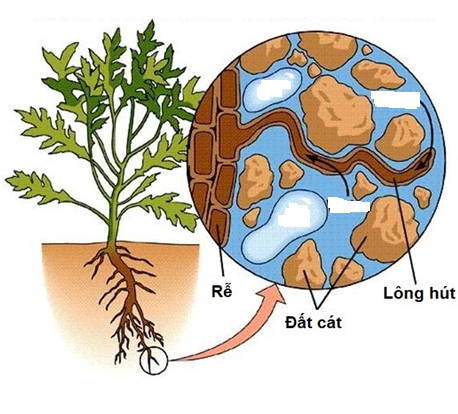 Rễ
Lông hút
Đất cát